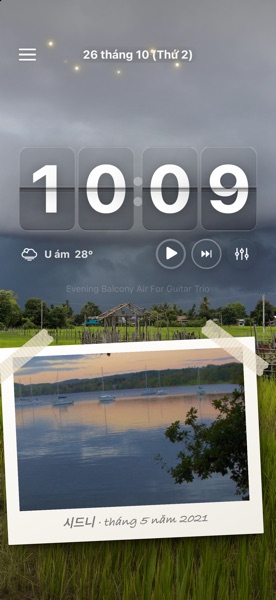 26 tháng 10 (Thứ 2)
10 09
U ám 28°
Evening Balcony Air For Guitar Trio
시드니 · tháng 5 năm 2021